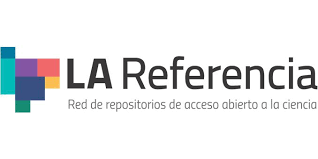 LA Referencia
Red de repositorios de acceso abierto a la ciencia